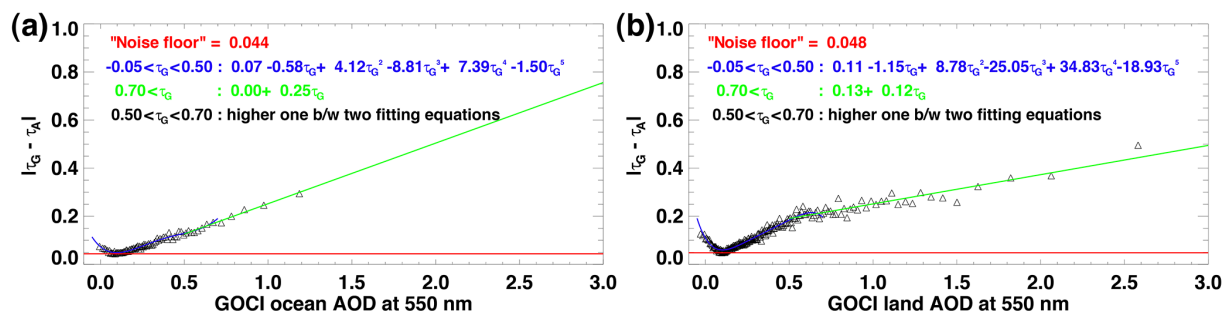 (a)
1.0
0.8
0.6
0.4
0.2
0.0
|τG - τA|
"Noise floor" = 0.044
-0.05<τG<0.50 : 0.07 -0.58τG+ 4.12τG² -8.81τG³+ 7.39τG⁴ -1.50τG⁵
0.70<τG : 0.00+ 0.25τG
0.50<τG<0.70 : higher one b/w two fitting equations
0.0 0.5 1.0 1.5 2.0 2.5 3.0
GOCI ocean AOD at 550 nm
(b)
1.0
0.8
0.6
0.4
0.2
0.0
|τG - τA|
"Noise floor" = 0.048
-0.05<τG<0.50 : 0.11 -1.15τG+ 8.78τG²-25.05τG³+ 34.83τG⁴-18.93τG⁵
0.70<τG : 0.13+ 0.12τG
0.50<τG<0.70 : higher one b/w two fitting equations
0.0 0.5 1.0 1.5 2.0 2.5 3.0
GOCI land AOD at 550 nm